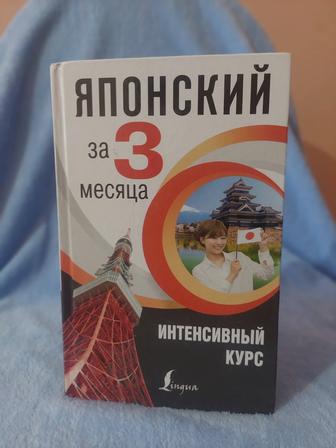 ЯПОНСКИЙ
за 3
месяца
ИНТЕНСИВНЫЙ
КУРС
Lingua